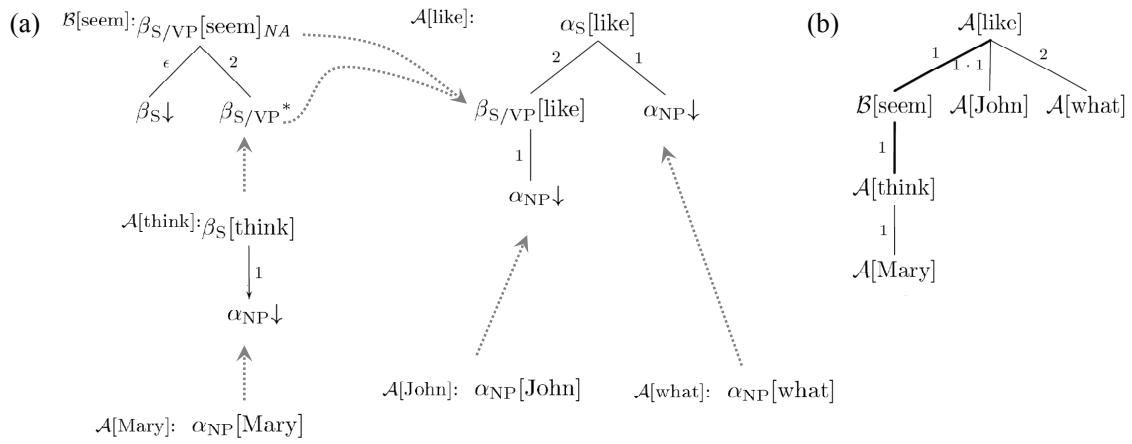 (a)
𝓑[seem]: β_S/VP[seem]_NA
ϵ 2
β_S↓ β_S/VP*
𝒜[think]: β_S[think]
1
α_NP↓
𝒜[Mary]: α_NP[Mary]
𝒜[like]: α_S[like]
2 1
β_S/VP[like] α_NP↓
1
α_NP↓
𝒜[John]: α_NP[John] 𝒜[what]: α_NP[what]
(b)
𝒜[like]
1 1 · 1 2
𝓑[seem] 𝒜[John] 𝒜[what]
1
𝒜[think]
1
𝒜[Mary]